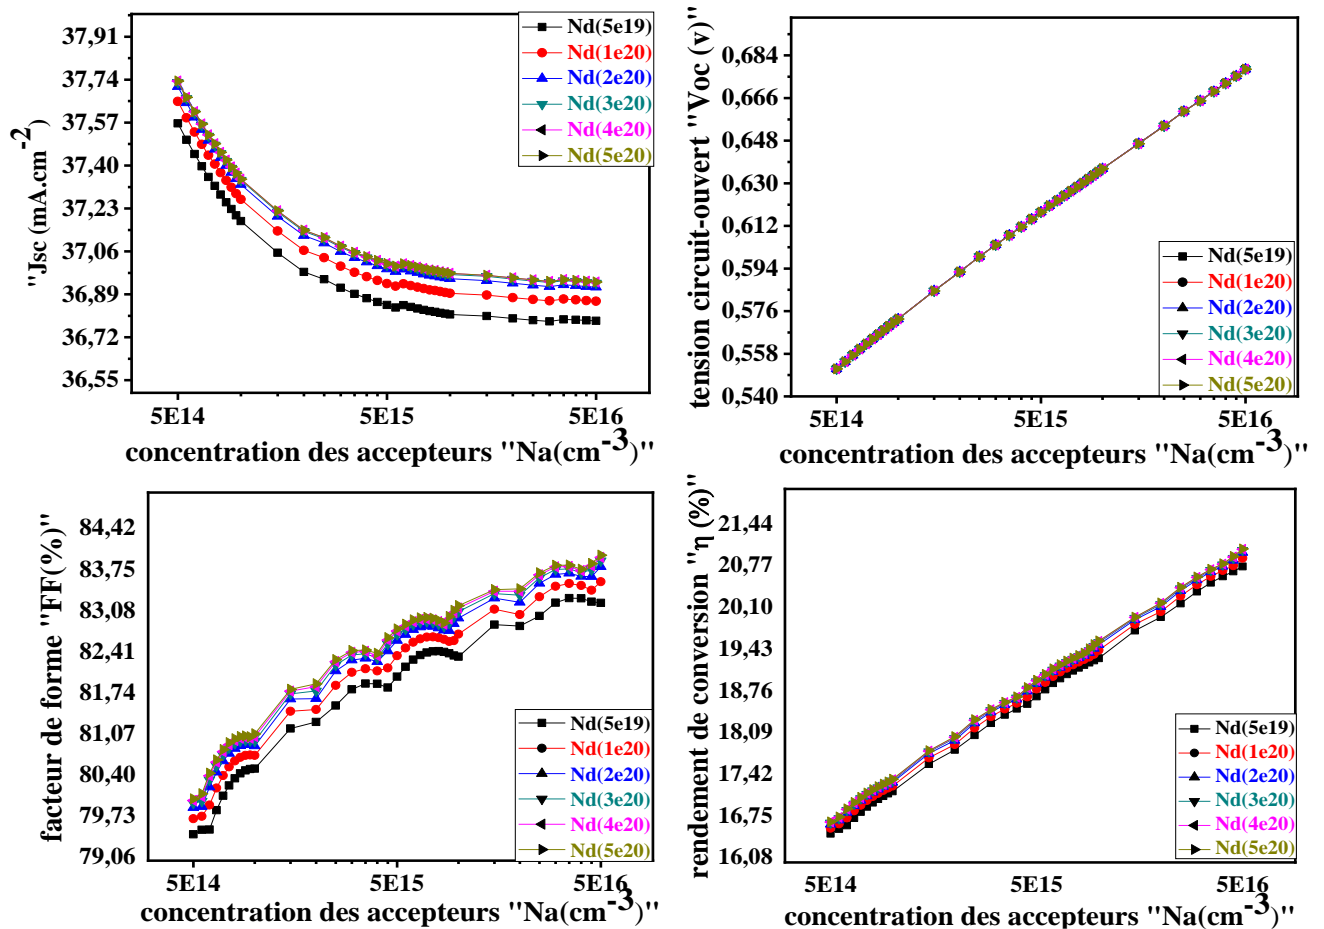 "Jsc (mA.cm-2)"
37,91
37,74
37,57
37,40
37,23
37,06
36,89
36,72
36,55
Nd(5e19)
Nd(1e20)
Nd(2e20)
Nd(3e20)
Nd(4e20)
Nd(5e20)
5E14 5E15 5E16
concentration des accepteurs "Na(cm-3)"
tension circuit-ouvert "Voc (v)"
0,684
0,666
0,648
0,630
0,612
0,594
0,576
0,558
0,540
Nd(5e19)
Nd(1e20)
Nd(2e20)
Nd(3e20)
Nd(4e20)
Nd(5e20)
5E14 5E15 5E16
concentration des accepteurs "Na(cm-3)"
facteur de forme "FF(%)"
84,42
83,75
83,08
82,41
81,74
81,07
80,40
79,73
79,06
Nd(5e19)
Nd(1e20)
Nd(2e20)
Nd(3e20)
Nd(4e20)
Nd(5e20)
5E14 5E15 5E16
concentration des accepteurs "Na(cm-3)"
rendement de conversion "η (%)"
21,44
20,77
20,10
19,43
18,76
18,09
17,42
16,75
16,08
Nd(5e19)
Nd(1e20)
Nd(2e20)
Nd(3e20)
Nd(4e20)
Nd(5e20)
5E14 5E15 5E16
concentration des accepteurs "Na(cm-3)"